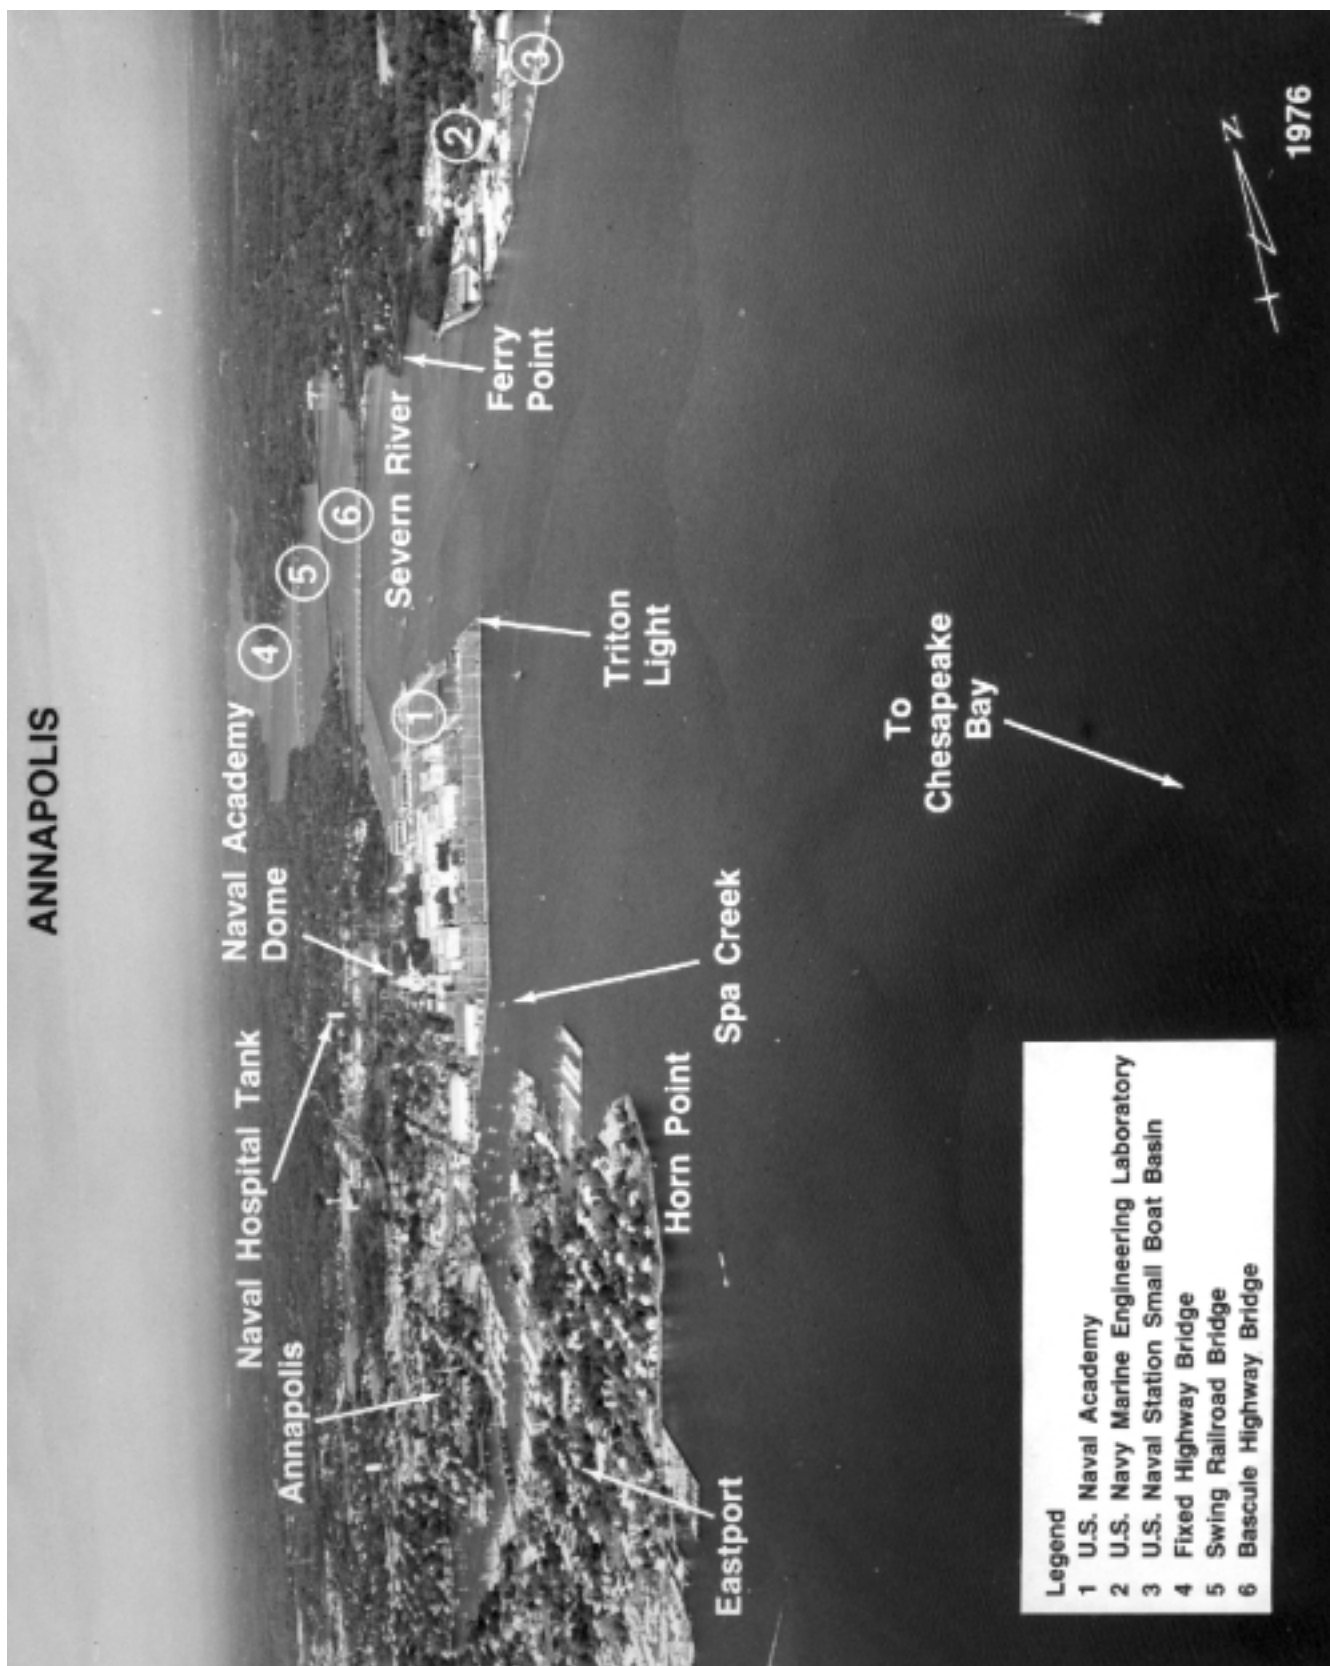 ANNAPOLIS
Naval Academy
Dome
Naval Hospital Tank
Annapolis
4
5
6
Severn River
1
2
3
Ferry
Point
Triton
Light
Spa Creek
Horn Point
Eastport
To
Chesapeake
Bay
N
1976
Legend
1 U.S. Naval Academy
2 U.S. Navy Marine Engineering Laboratory
3 U.S. Naval Station Small Boat Basin
4 Fixed Highway Bridge
5 Swing Railroad Bridge
6 Bascule Highway Bridge